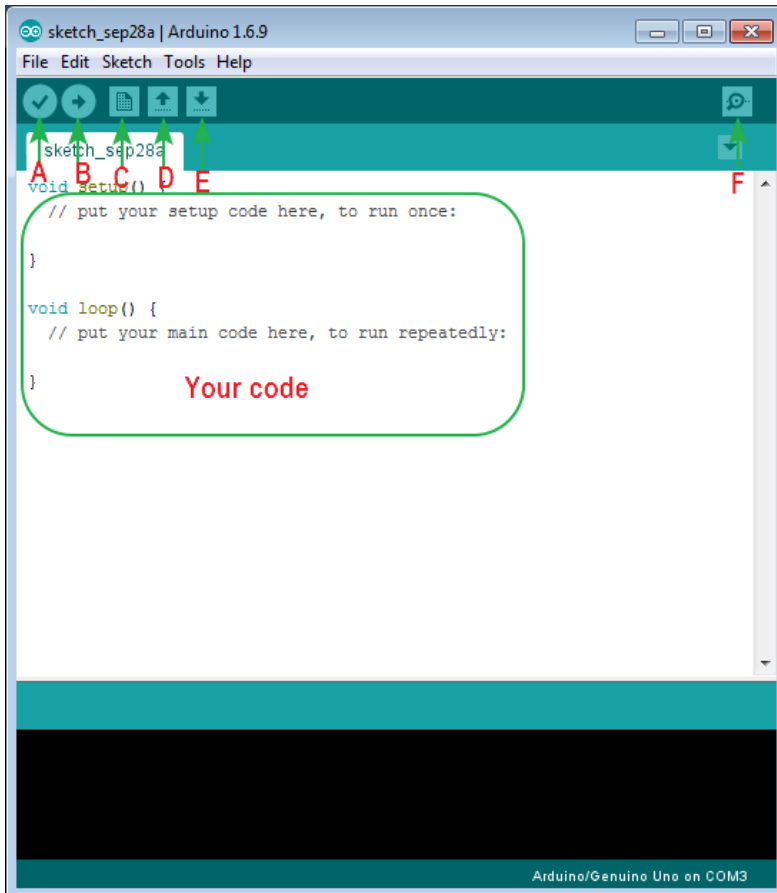 sketch_sep28a | Arduino 1.6.9
File Edit Sketch Tools Help
sketch_sep28a
A B C D E F
void setup() {
// put your setup code here, to run once:
}
void loop() {
// put your main code here, to run repeatedly:
}
Your code
Arduino/Genuino Uno on COM3